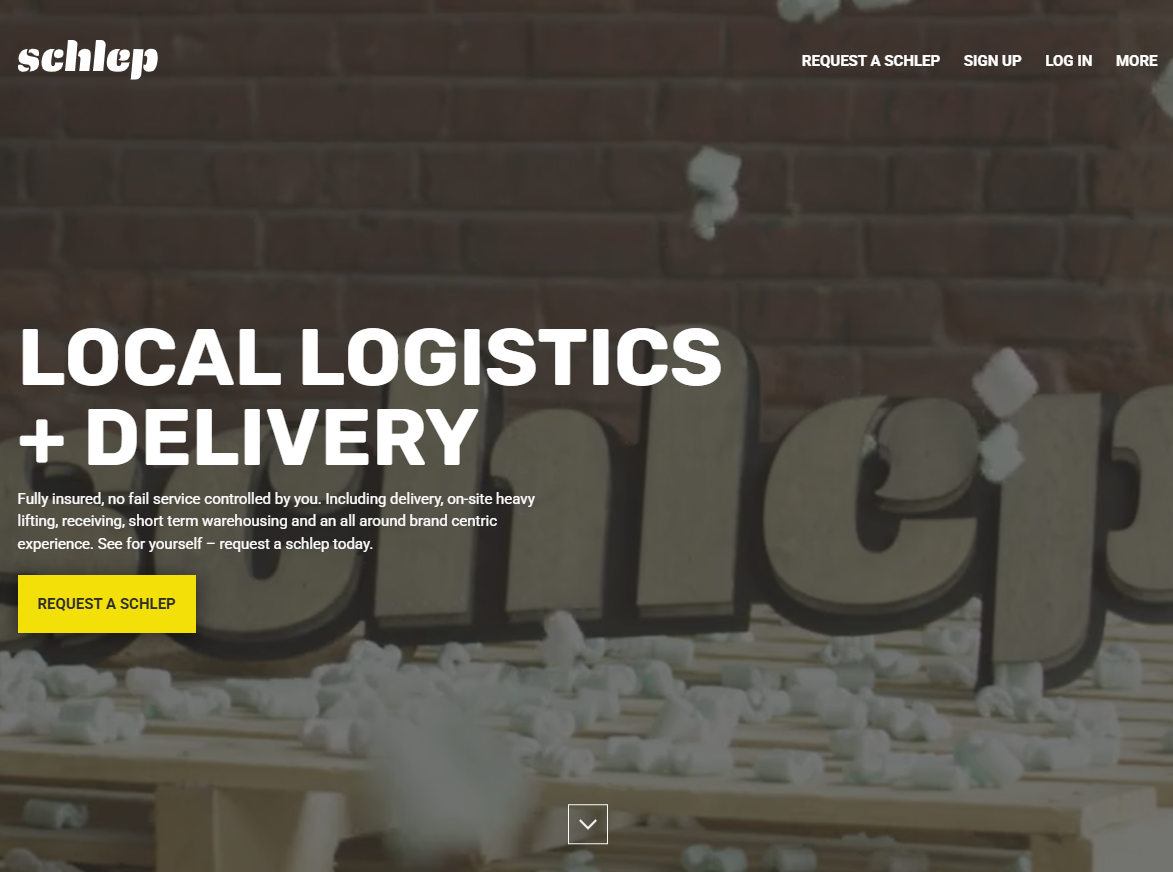 schlep
REQUEST A SCHLEP SIGN UP LOG IN MORE
LOCAL LOGISTICS
+ DELIVERY
Fully insured, no fail service controlled by you. Including delivery, on-site heavy
lifting, receiving, short term warehousing and an all around brand centric
experience. See for yourself – request a schlep today.
REQUEST A SCHLEP
schlep